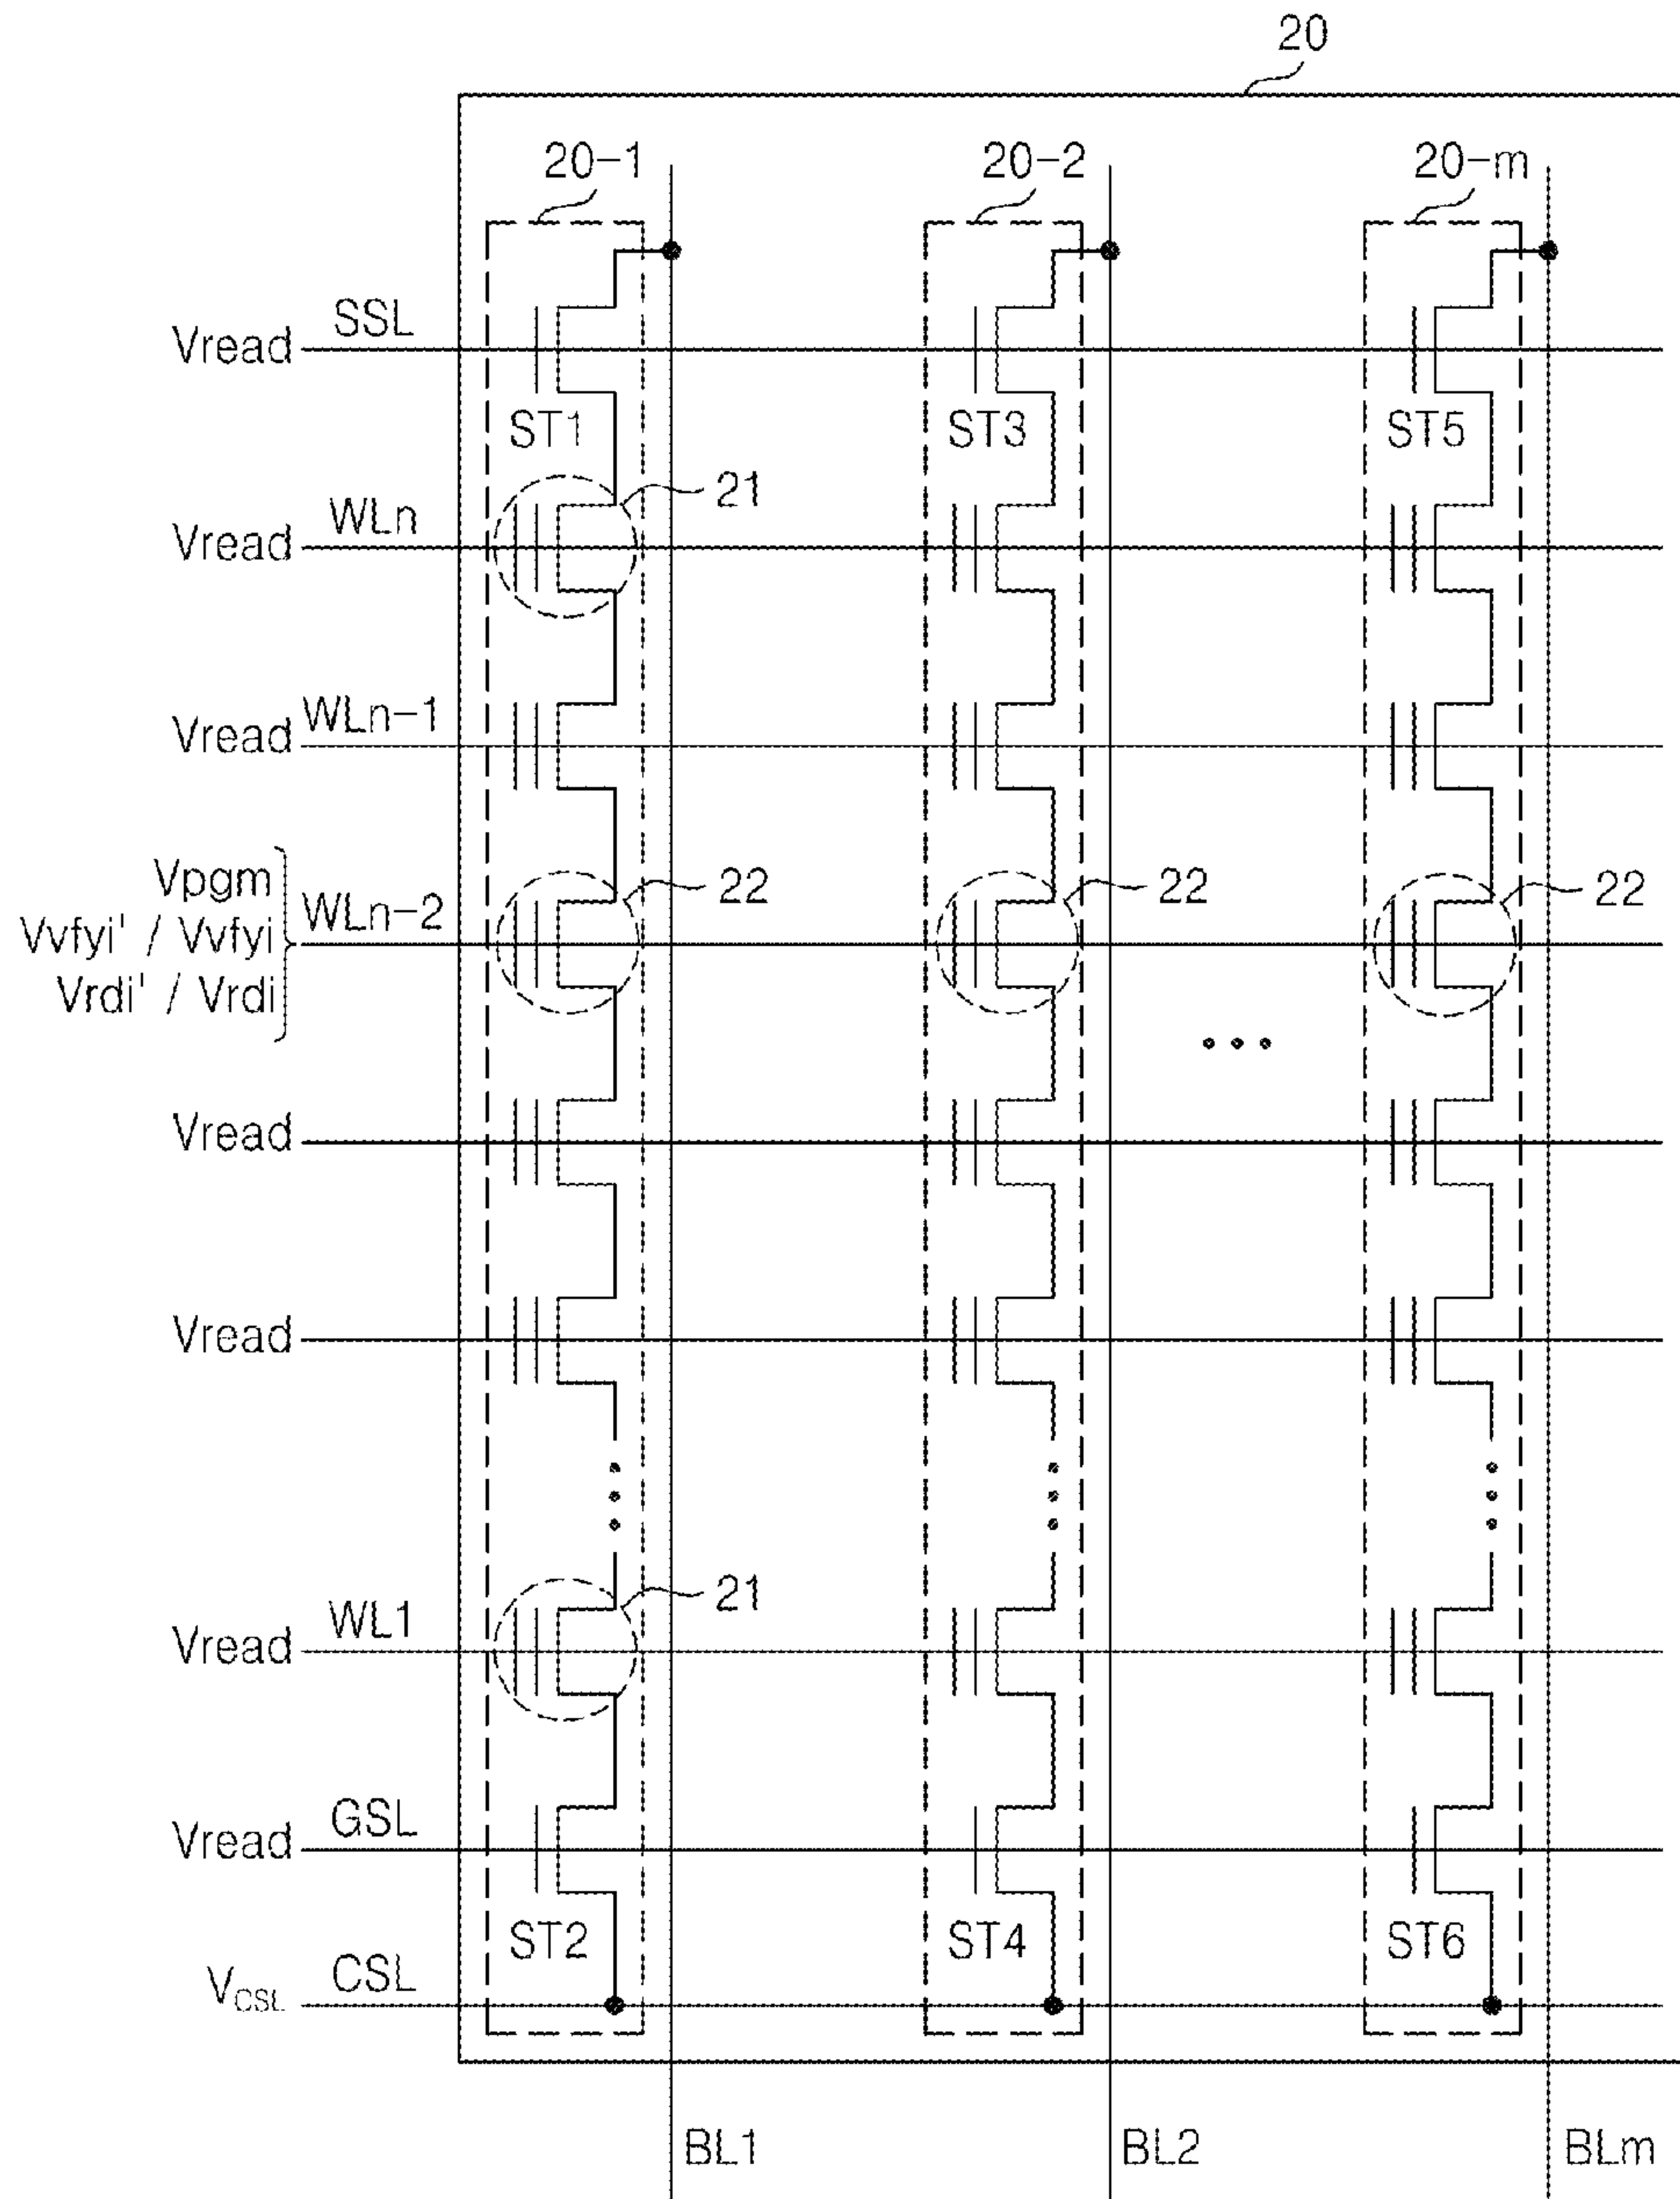 20
20-1 20-2 20-m
SSL
Vread
ST1 ST3 ST5
21
WLn
Vread
WLn-1
Vread
Vpgm
22 22 22
WLn-2
Vvfyi' / Vvfyi
Vrdi' / Vrdi
Vread
Vread
21
WL1
Vread
GSL
Vread
ST2 ST4 ST6
CSL
VCSL
BL1 BL2 BLm